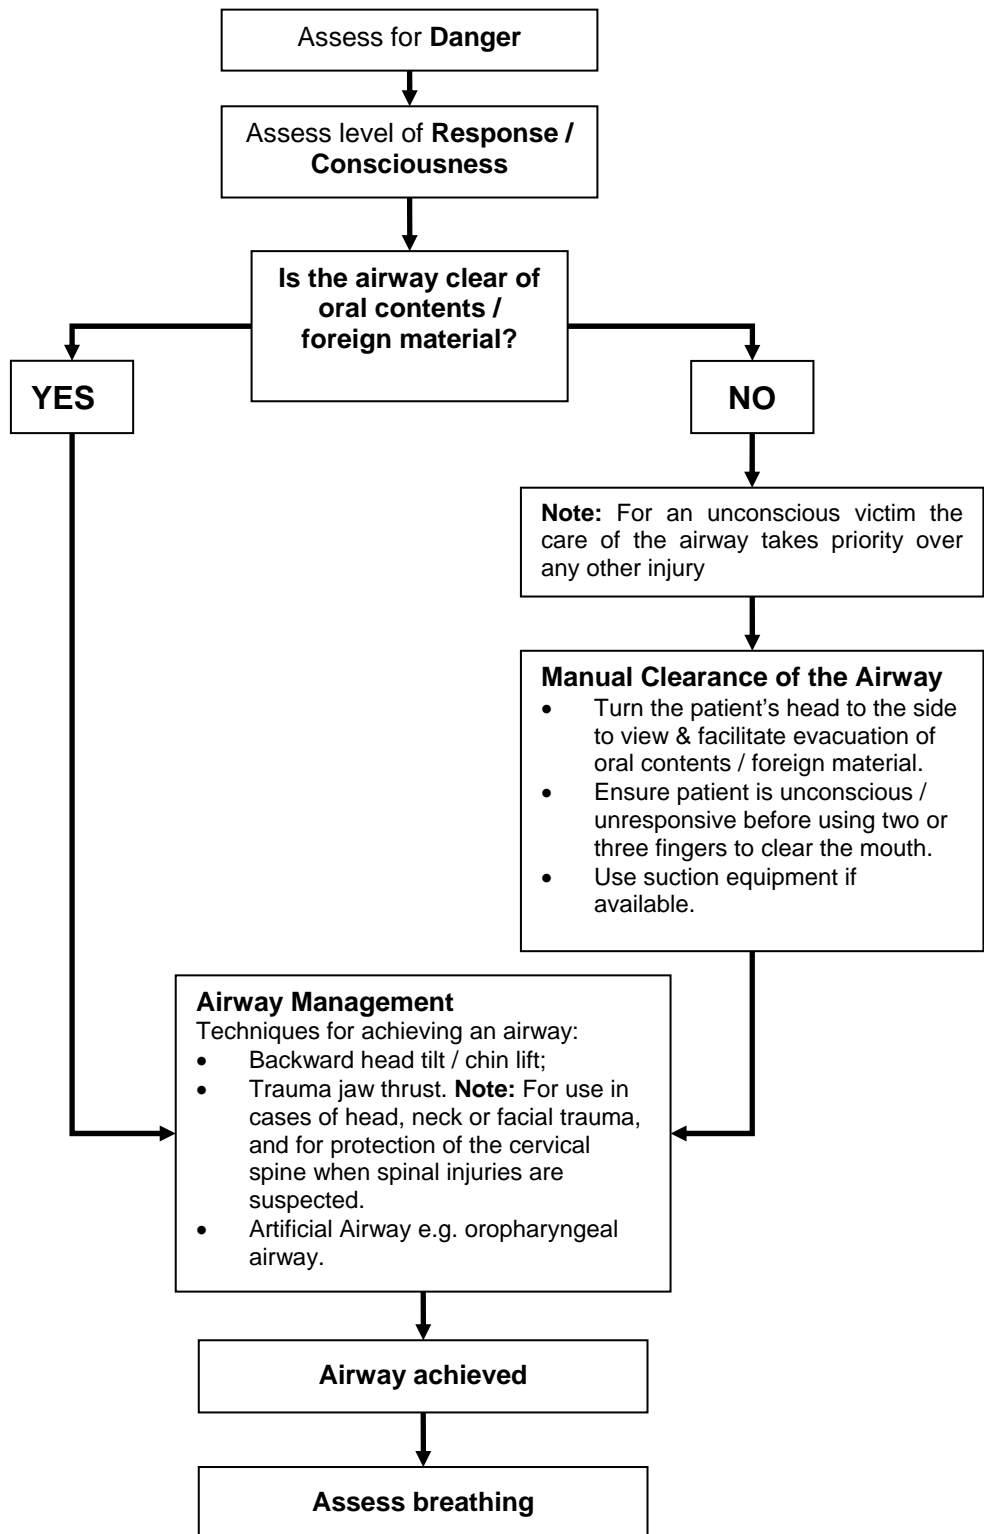 Assess for Danger
Assess level of Response /
Consciousness
Is the airway clear of
oral contents /
foreign material?
YES
NO
Note: For an unconscious victim the
care of the airway takes priority over
any other injury
Manual Clearance of the Airway
• Turn the patient’s head to the side
to view & facilitate evacuation of
oral contents / foreign material.
• Ensure patient is unconscious /
unresponsive before using two or
three fingers to clear the mouth.
• Use suction equipment if
available.
Airway Management
Techniques for achieving an airway:
• Backward head tilt / chin lift;
• Trauma jaw thrust. Note: For use in
cases of head, neck or facial trauma,
and for protection of the cervical
spine when spinal injuries are
suspected.
• Artificial Airway e.g. oropharyngeal
airway.
Airway achieved
Assess breathing